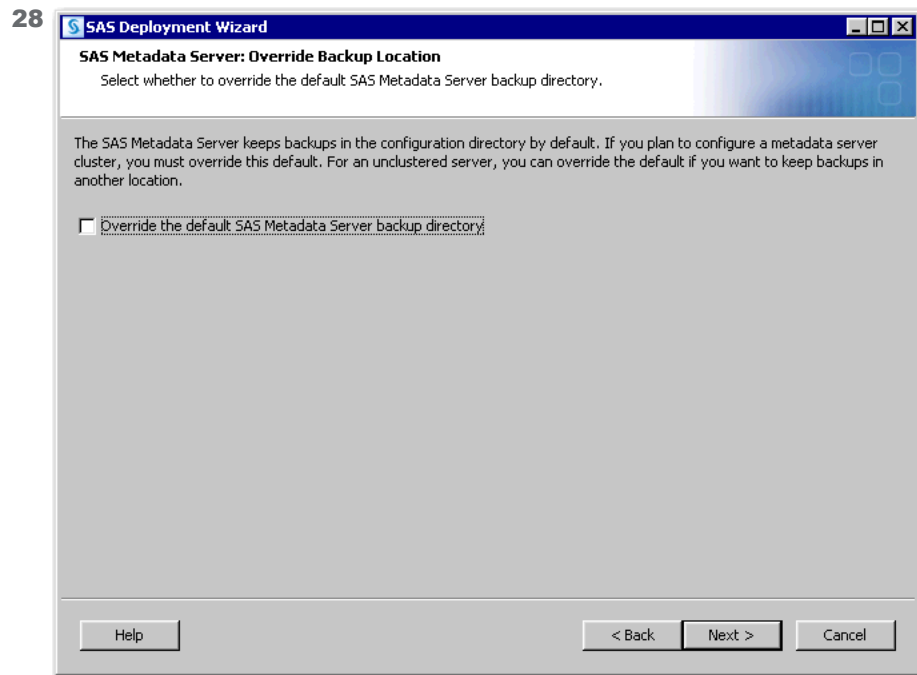 28
SAS Deployment Wizard
SAS Metadata Server: Override Backup Location
Select whether to override the default SAS Metadata Server backup directory.
The SAS Metadata Server keeps backups in the configuration directory by default. If you plan to configure a metadata server
cluster, you must override this default. For an unclustered server, you can override the default if you want to keep backups in
another location.
Override the default SAS Metadata Server backup directory
Help
< Back
Next >
Cancel